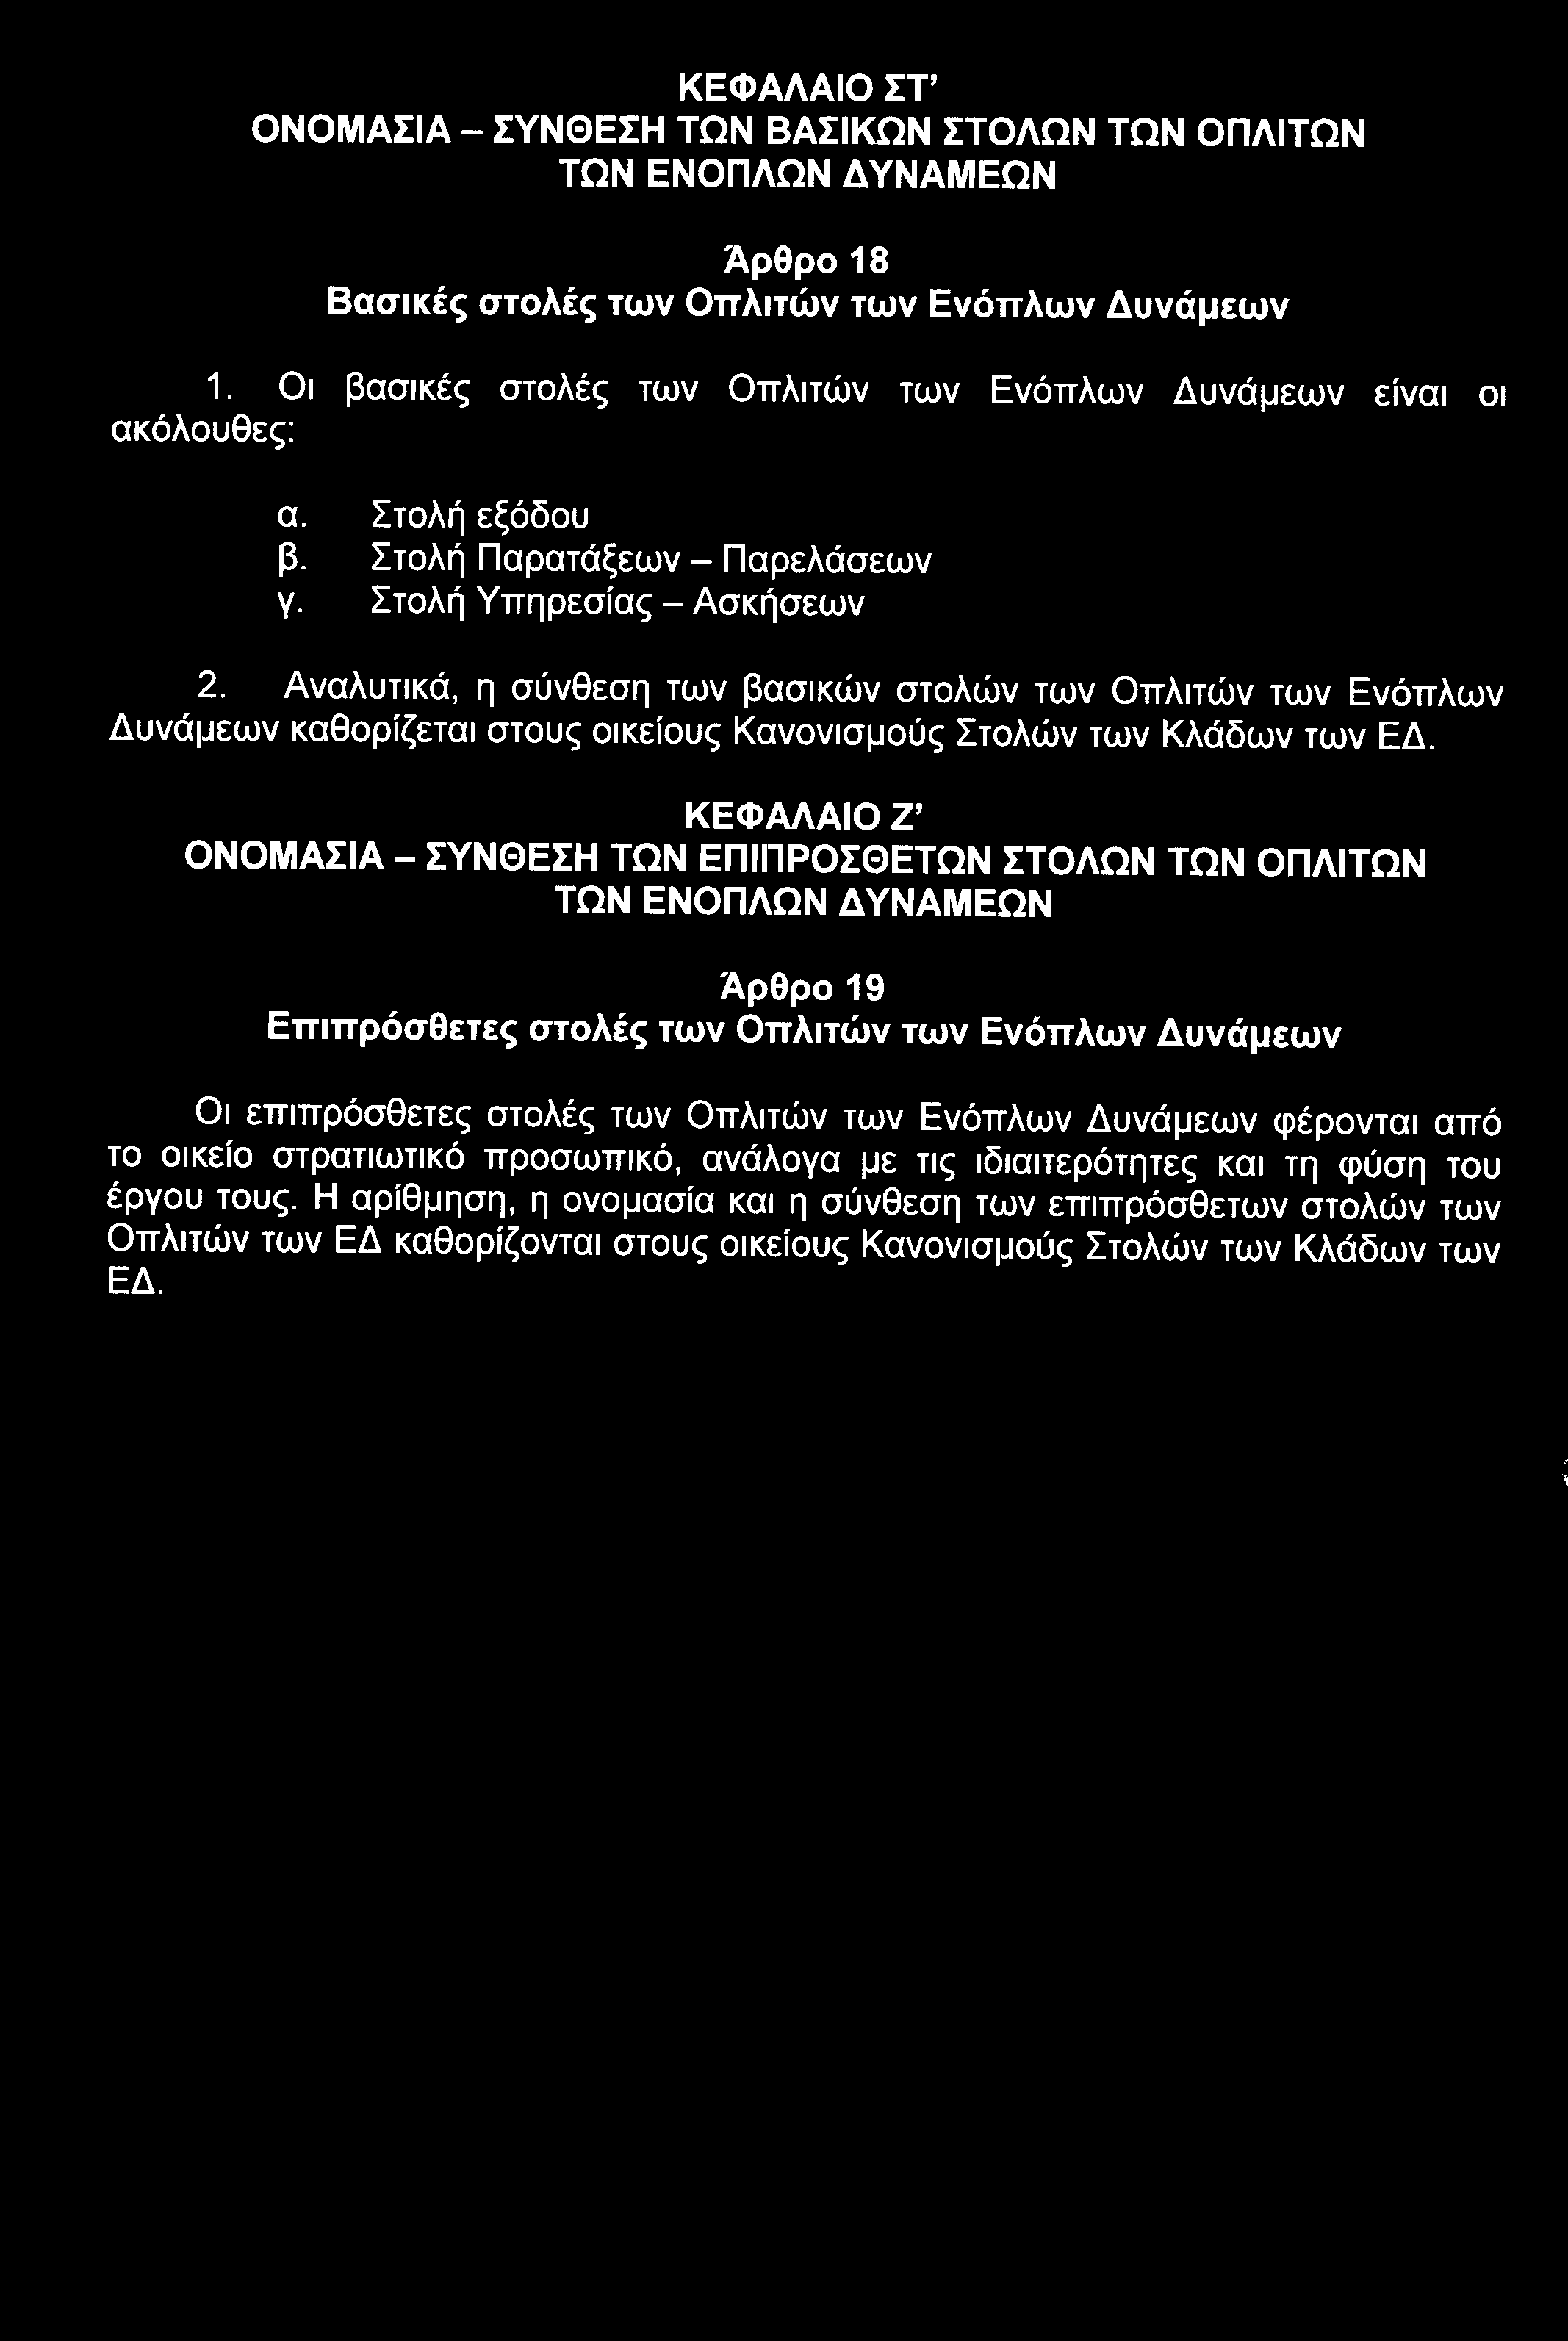 ΚΕΦΑΛΑΙΟ ΣΤ’
ΟΝΟΜΑΣΙΑ – ΣΥΝΘΕΣΗ ΤΩΝ ΒΑΣΙΚΩΝ ΣΤΟΛΩΝ ΤΩΝ ΟΠΛΙΤΩΝ
ΤΩΝ ΕΝΟΠΛΩΝ ΔΥΝΑΜΕΩΝ
Άρθρο 18
Βασικές στολές των Οπλιτών των Ενόπλων Δυνάμεων
1. Οι βασικές στολές των Οπλιτών των Ενόπλων Δυνάμεων είναι οι
ακόλουθες:
α. Στολή εξόδου
β. Στολή Παρατάξεων – Παρελάσεων
γ. Στολή Υπηρεσίας – Ασκήσεων
2. Αναλυτικά, η σύνθεση των βασικών στολών των Οπλιτών των Ενόπλων
Δυνάμεων καθορίζεται στους οικείους Κανονισμούς Στολών των Κλάδων των ΕΔ.
ΚΕΦΑΛΑΙΟ Ζ’
ΟΝΟΜΑΣΙΑ – ΣΥΝΘΕΣΗ ΤΩΝ ΕΠΙΠΡΟΣΘΕΤΩΝ ΣΤΟΛΩΝ ΤΩΝ ΟΠΛΙΤΩΝ
ΤΩΝ ΕΝΟΠΛΩΝ ΔΥΝΑΜΕΩΝ
Άρθρο 19
Επιπρόσθετες στολές των Οπλιτών των Ενόπλων Δυνάμεων
Οι επιπρόσθετες στολές των Οπλιτών των Ενόπλων Δυνάμεων φέρονται από
το οικείο στρατιωτικό προσωπικό, ανάλογα με τις ιδιαιτερότητες και τη φύση του
έργου τους. Η αρίθμηση, η ονομασία και η σύνθεση των επιπρόσθετων στολών των
Οπλιτών των ΕΔ καθορίζονται στους οικείους Κανονισμούς Στολών των Κλάδων των
ΕΔ.